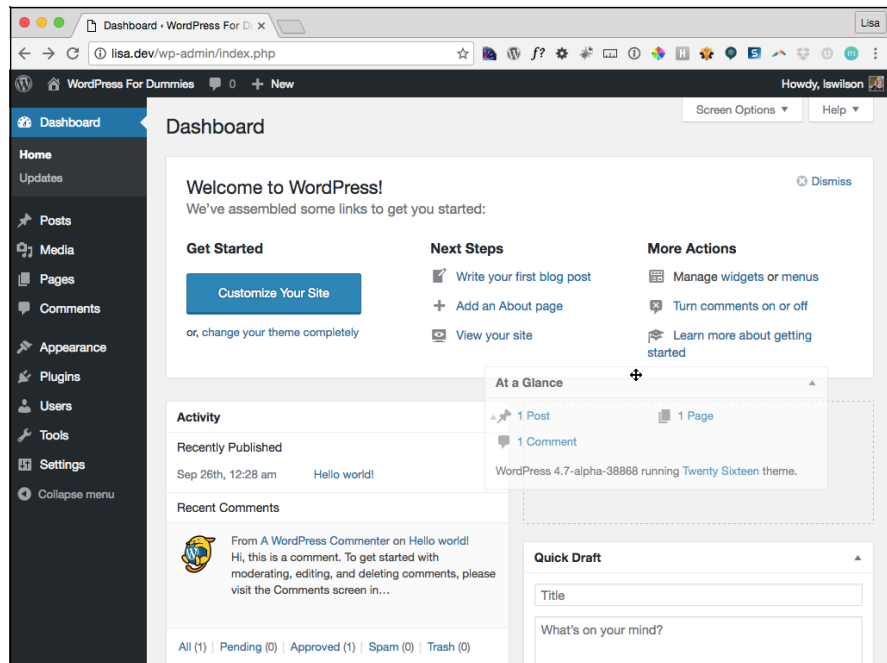 Dashboard ‹ WordPress For Du
Lisa
lisa.dev/wp-admin/index.php
f?
WordPress For Dummies 0 + New
Howdy, lswilson
Dashboard
Home
Updates
Posts
Media
Pages
Comments
Appearance
Plugins
Users
Tools
Settings
Collapse menu
Screen Options Help
Dashboard
Welcome to WordPress!
Dismiss
We've assembled some links to get you started:
Get Started
Customize Your Site
or, change your theme completely
Next Steps
Write your first blog post
Add an About page
View your site
More Actions
Manage widgets or menus
Turn comments on or off
Learn more about getting
started
At a Glance
1 Post
1 Page
1 Comment
WordPress 4.7-alpha-38868 running Twenty Sixteen theme.
Activity
Recently Published
Sep 26th, 12:28 am Hello world!
Recent Comments
From A WordPress Commenter on Hello world!
Hi, this is a comment. To get started with
moderating, editing, and deleting comments, please
visit the Comments screen in…
All (1) | Pending (0) | Approved (1) | Spam (0) | Trash (0)
Quick Draft
Title
What's on your mind?